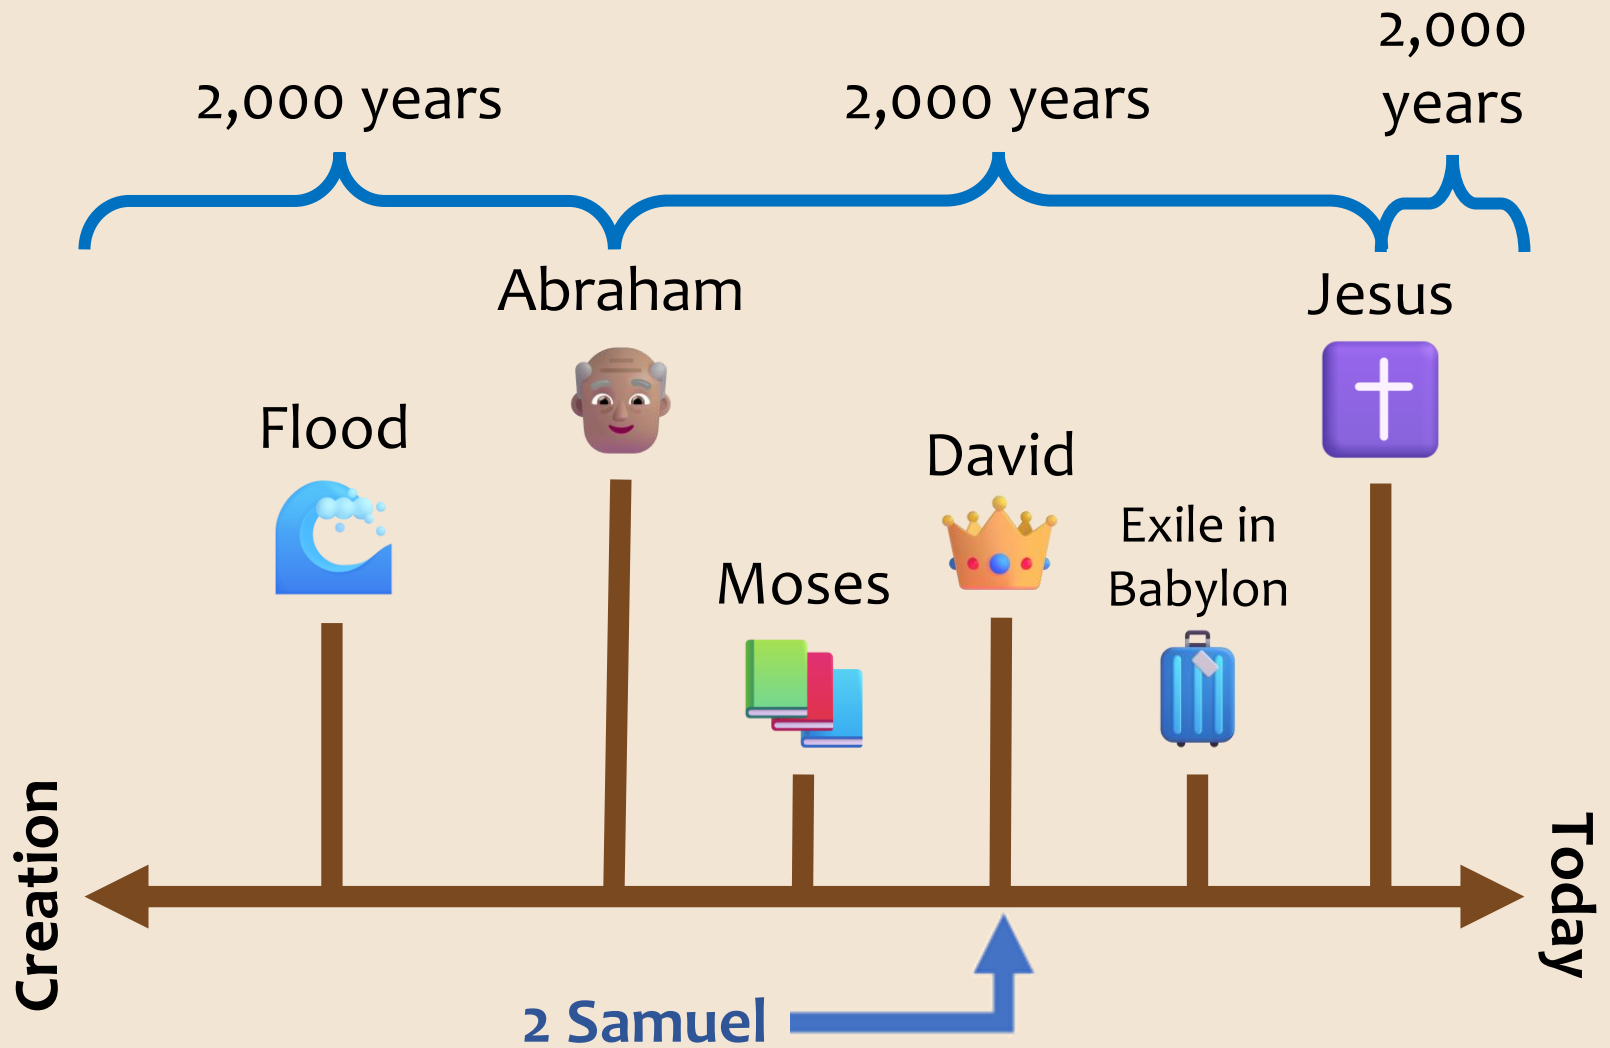 2,000 years
2,000 years
2,000
years
Abraham
Jesus
Flood
David
Exile in
Babylon
Moses
Creation
Today
2 Samuel